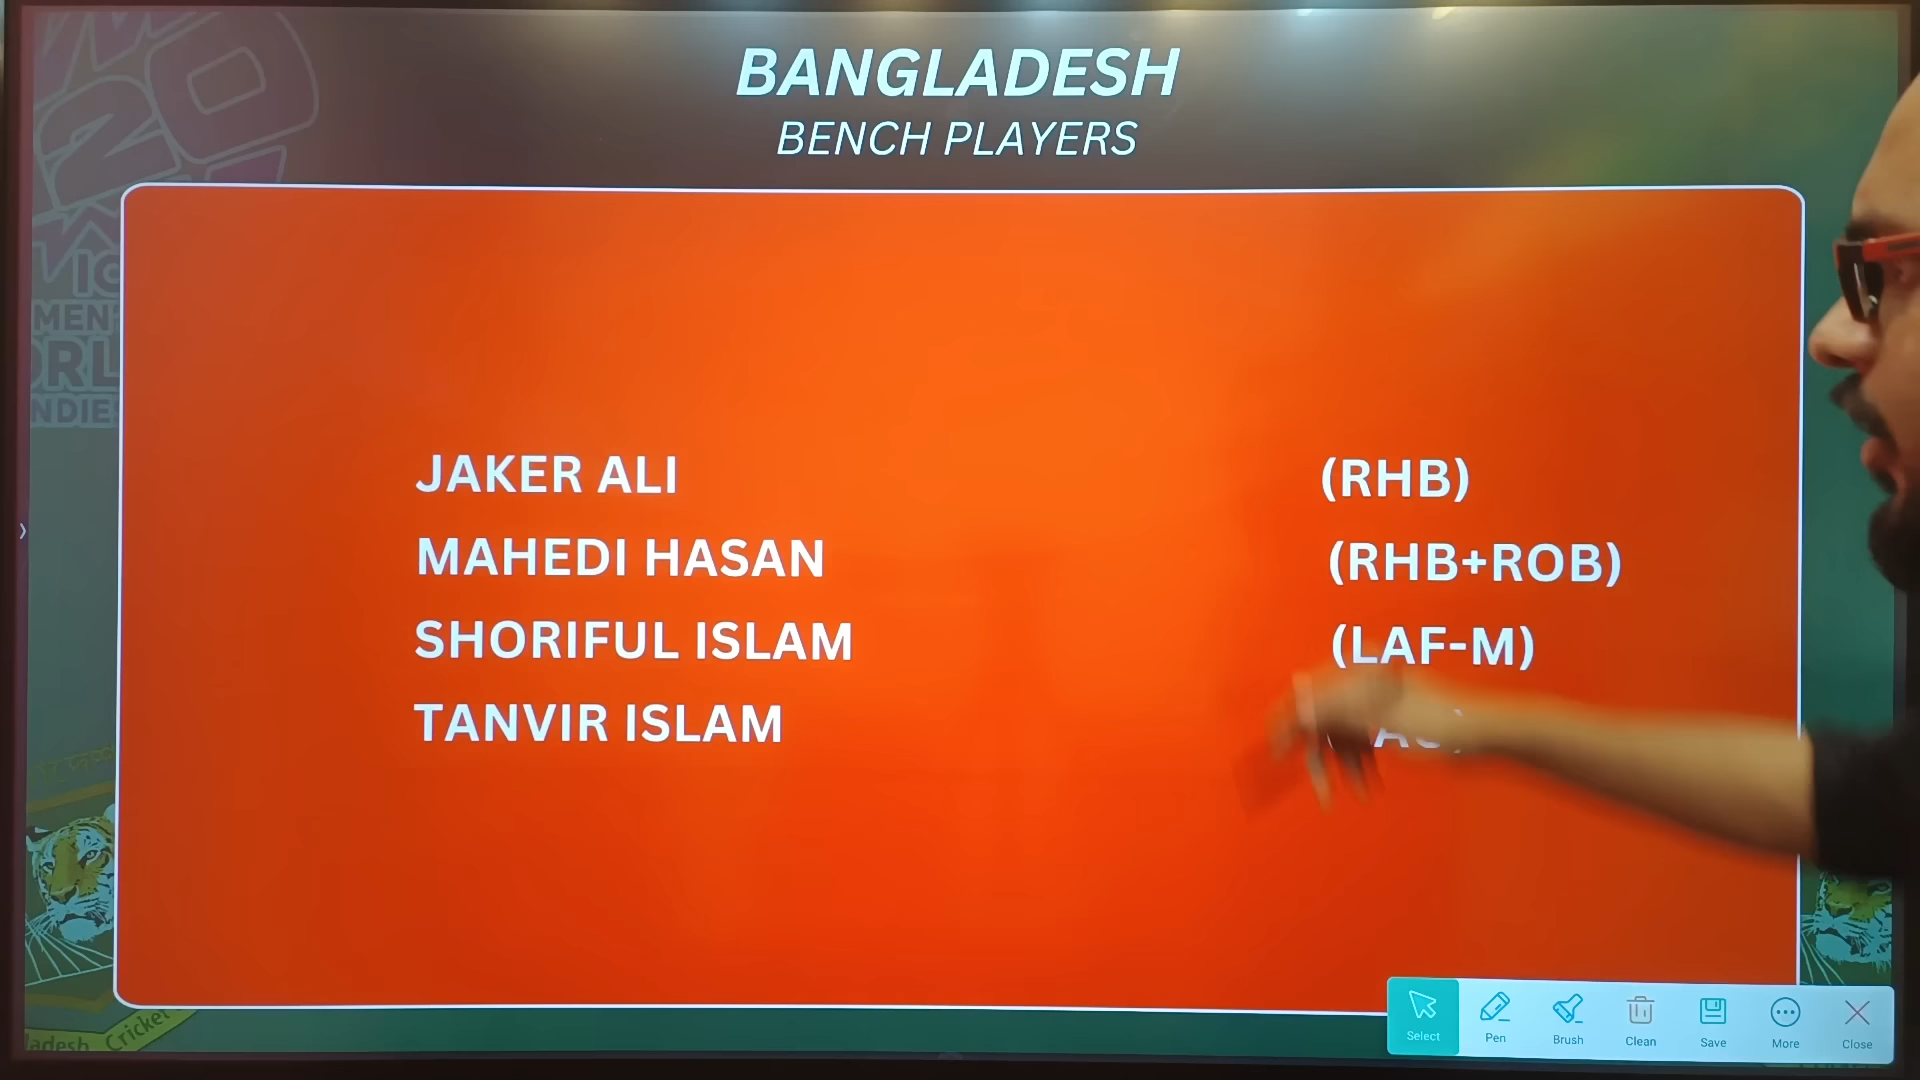 BANGLADESH
BENCH PLAYERS
JAKER ALI (RHB)
MAHEDI HASAN (RHB+ROB)
SHORIFUL ISLAM (LAF-M)
TANVIR ISLAM
Cricket
Select Pen Brush Clean Save More Close